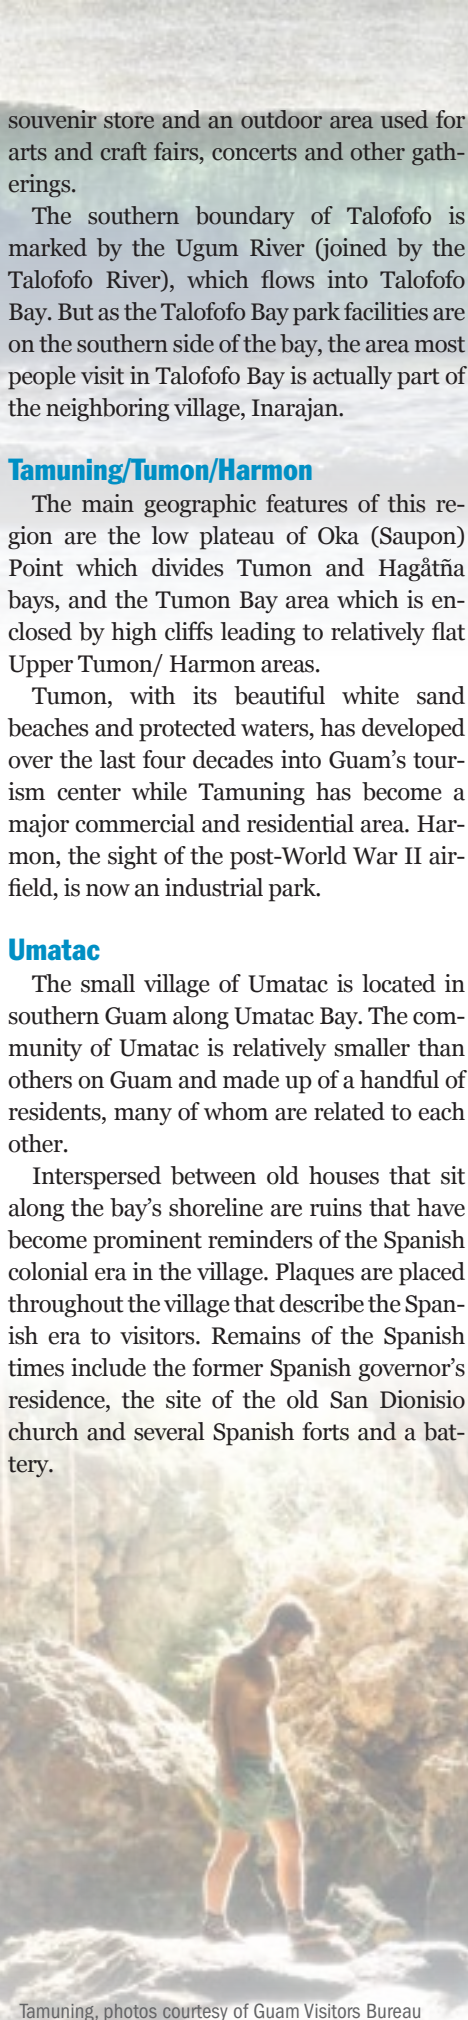 souvenir store and an outdoor area used for
arts and craft fairs, concerts and other gath-
erings.
The southern boundary of Talofofo is
marked by the Ugum River (joined by the
Talofofo River), which flows into Talofofo
Bay. But as the Talofofo Bay park facilities are
on the southern side of the bay, the area most
people visit in Talofofo Bay is actually part of
the neighboring village, Inarajan.
Tamuning/Tumon/Harmon
The main geographic features of this re-
gion are the low plateau of Oka (Saupon)
Point which divides Tumon and Hagåtña
bays, and the Tumon Bay area which is en-
closed by high cliffs leading to relatively flat
Upper Tumon/ Harmon areas.
Tumon, with its beautiful white sand
beaches and protected waters, has developed
over the last four decades into Guam's tour-
ism center while Tamuning has become a
major commercial and residential area. Har-
mon, the sight of the post-World War II air-
field, is now an industrial park.
Umatac
The small village of Umatac is located in
southern Guam along Umatac Bay. The com-
munity of Umatac is relatively smaller than
others on Guam and made up of a handful of
residents, many of whom are related to each
other.
Interspersed between old houses that sit
along the bay's shoreline are ruins that have
become prominent reminders of the Spanish
colonial era in the village. Plaques are placed
throughout the village that describe the Span-
ish era to visitors. Remains of the Spanish
times include the former Spanish governor's
residence, the site of the old San Dionisio
church and several Spanish forts and a bat-
tery.
Tamuning, photos courtesy of Guam Visitors Bureau